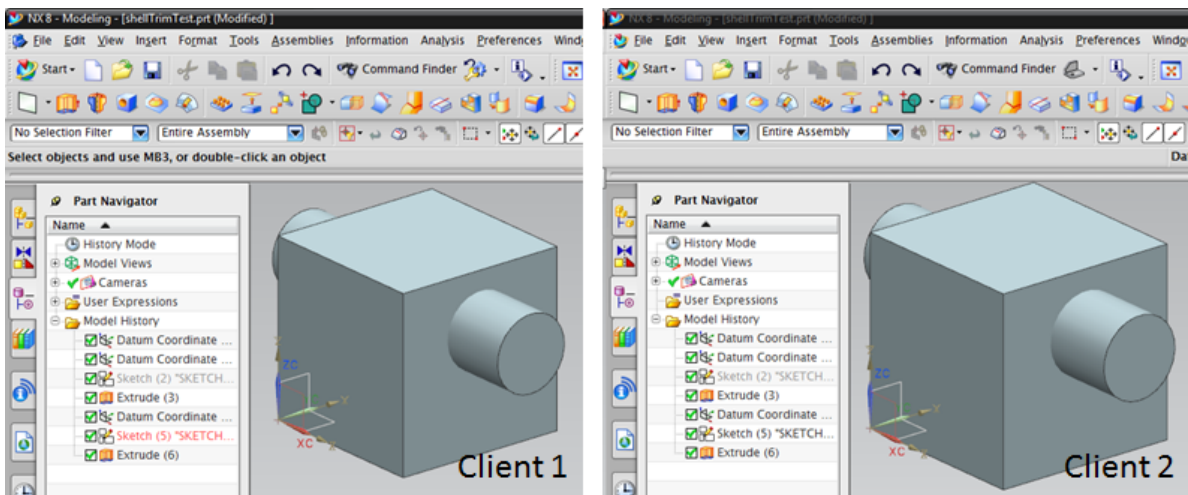 NX 8 - Modeling - [shellTrimTest.prt (Modified) ]
File Edit View Insert Format Tools Assemblies Information Analysis Preferences Windo
Start Command Finder
No Selection Filter Entire Assembly
Select objects and use MB3, or double-click an object
Part Navigator
Name
History Mode
Model Views
Cameras
User Expressions
Model History
Datum Coordinate ...
Datum Coordinate ...
Sketch (2) "SKETCH...
Extrude (3)
Datum Coordinate ...
Sketch (5) "SKETCH...
Extrude (6)
ZC
Y
XC
Client 1
NX 8 - Modeling - [shellTrimTest.prt (Modified) ]
File Edit View Insert Format Tools Assemblies Information Analysis Preferences Windo
Start Command Finder
No Selection Filter Entire Assembly
Da
Part Navigator
Name
History Mode
Model Views
Cameras
User Expressions
Model History
Datum Coordinate ...
Datum Coordinate ...
Sketch (2) "SKETCH...
Extrude (3)
Datum Coordinate ...
Sketch (5) "SKETCH...
Extrude (6)
ZC
Y
XC
Client 2